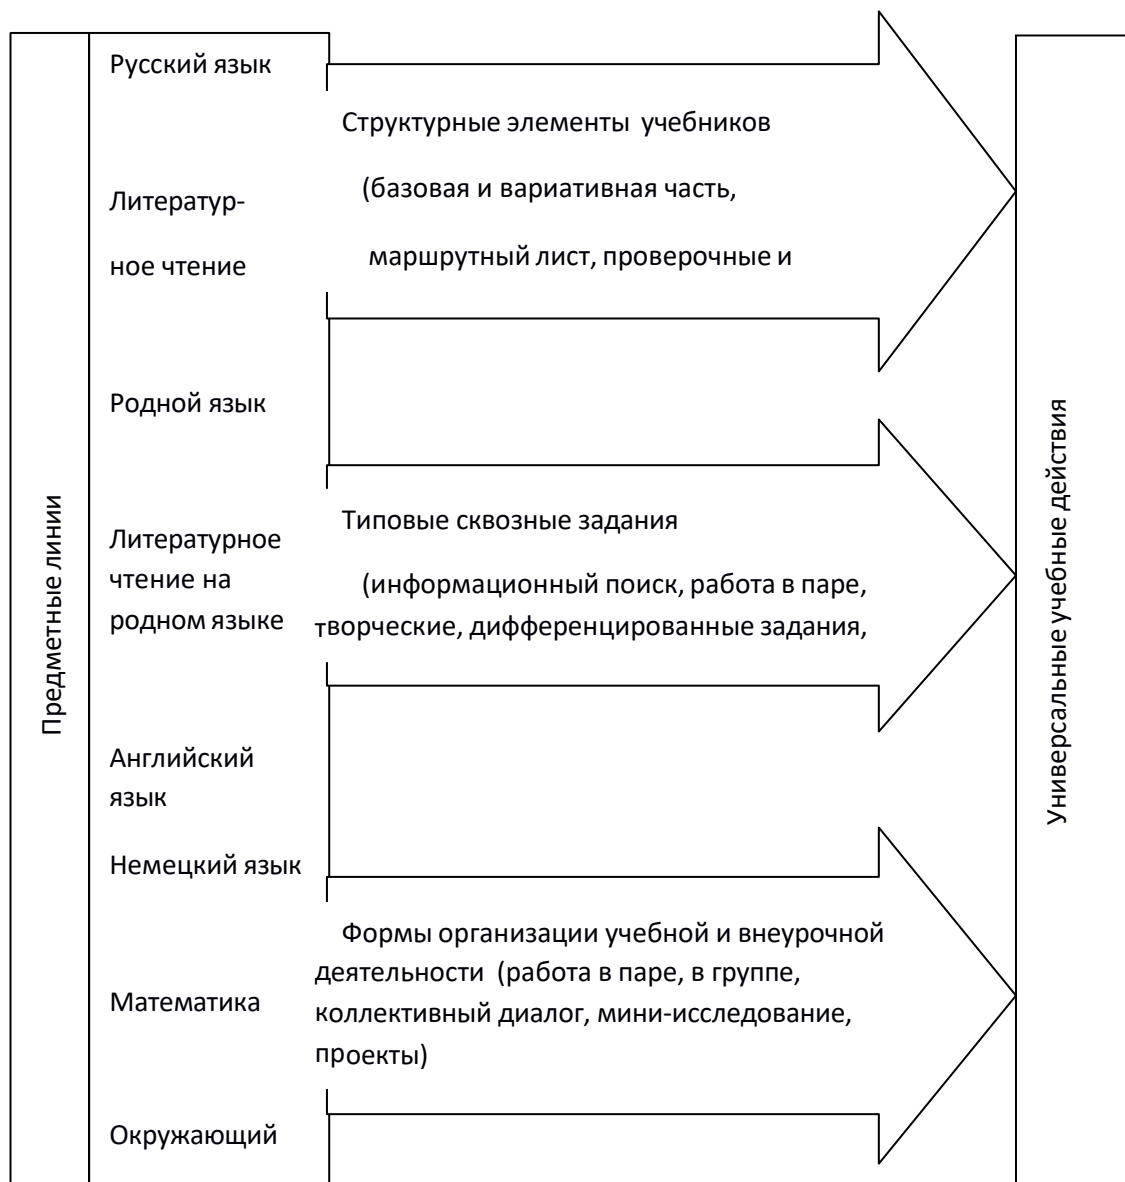 Предметные линии
Русский язык
Литератур-
ное чтение
Родной язык
Литературное
чтение на
родном языке
Английский
язык
Немецкий язык
Математика
Окружающий
Структурные элементы учебников
(базовая и вариативная часть,
маршрутный лист, проверочные и
Типовые сквозные задания
(информационный поиск, работа в паре,
творческие, дифференцированные задания,
Формы организации учебной и внеурочной
деятельности (работа в паре, в группе,
коллективный диалог, мини-исследование,
проекты)
Универсальные учебные действия